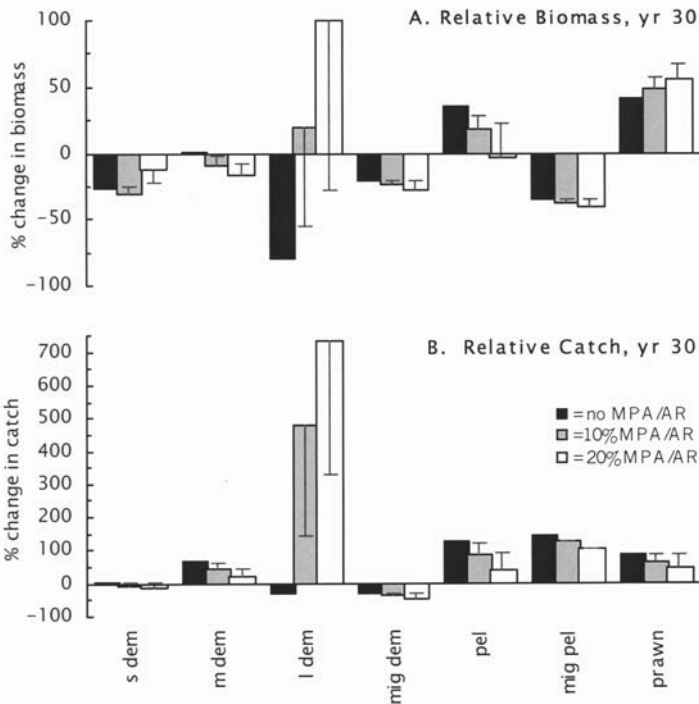 A. Relative Biomass, yr 30
% change in biomass
100
50
0
-50
-100
B. Relative Catch, yr 30
% change in catch
700
600
500
400
300
200
100
0
-100
=no MPA/AR
=10%MPA/AR
=20%MPA/AR
s dem
m dem
l dem
mig dem
pel
mig pel
prawn